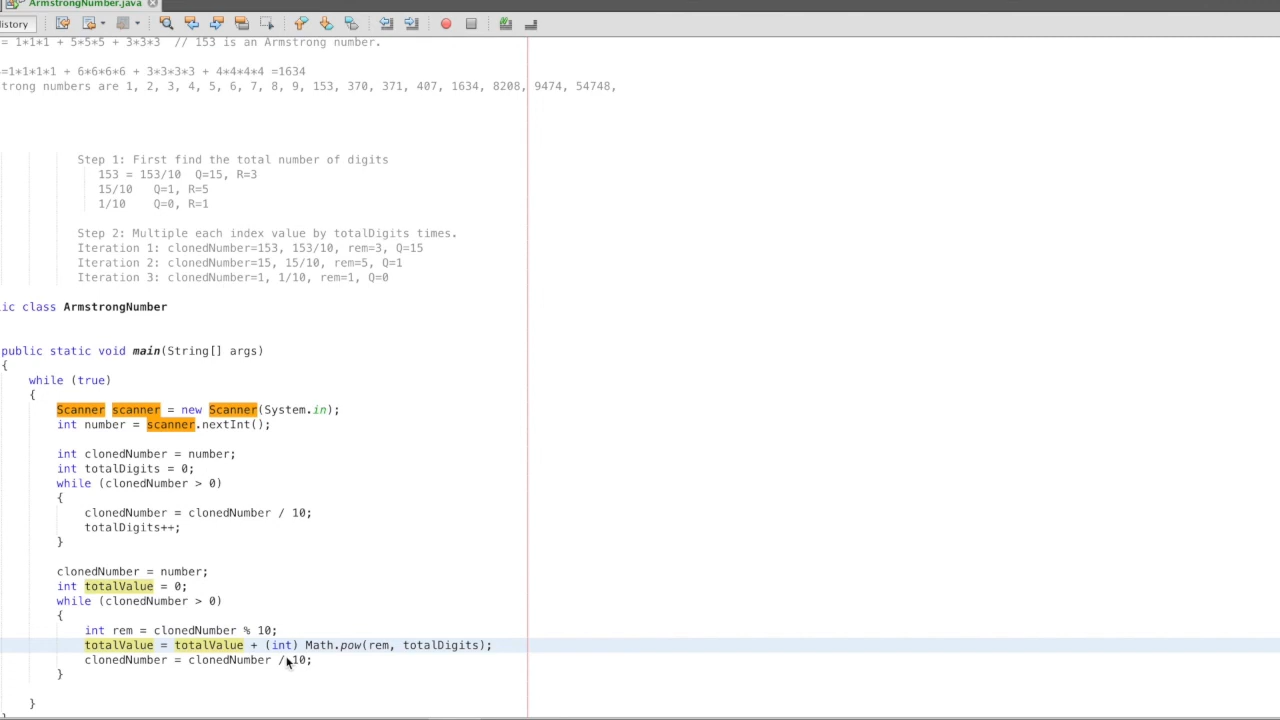 ArmstrongNumber.java
istory
= 1*1*1 + 5*5*5 + 3*3*3  // 153 is an Armstrong number.
=1*1*1*1 + 6*6*6*6 + 3*3*3*3 + 4*4*4*4 =1634
trong numbers are 1, 2, 3, 4, 5, 6, 7, 8, 9, 153, 370, 371, 407, 1634, 8208, 9474, 54748,
Step 1: First find the total number of digits
153 = 153/10  Q=15, R=3
15/10   Q=1, R=5
1/10    Q=0, R=1
Step 2: Multiple each index value by totalDigits times.
Iteration 1: clonedNumber=153, 153/10, rem=3, Q=15
Iteration 2: clonedNumber=15, 15/10, rem=5, Q=1
Iteration 3: clonedNumber=1, 1/10, rem=1, Q=0
lic class ArmstrongNumber
public static void main(String[] args)
{
while (true)
{
Scanner scanner = new Scanner(System.in);
int number = scanner.nextInt();
int clonedNumber = number;
int totalDigits = 0;
while (clonedNumber > 0)
{
clonedNumber = clonedNumber / 10;
totalDigits++;
}
clonedNumber = number;
int totalValue = 0;
while (clonedNumber > 0)
{
int rem = clonedNumber % 10;
totalValue = totalValue + (int) Math.pow(rem, totalDigits);
clonedNumber = clonedNumber / 10;
}
}